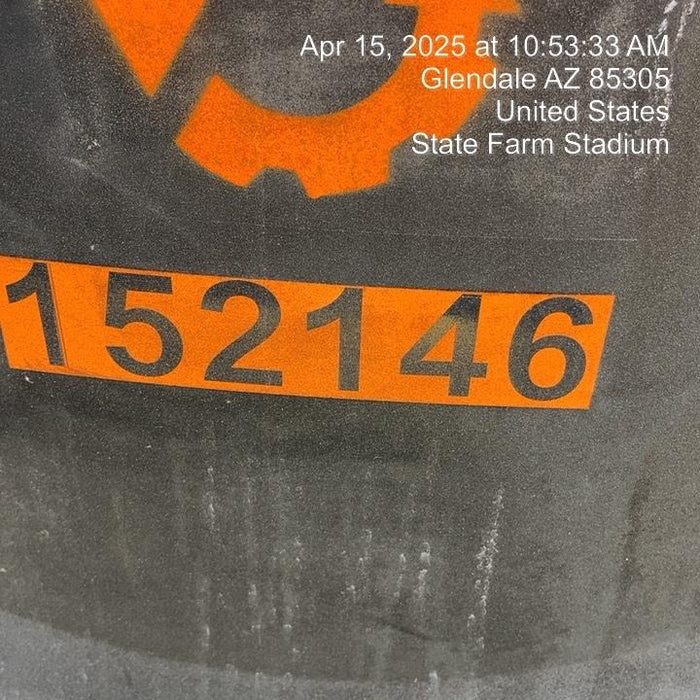 Apr 15, 2025 at 10:53:33 AM
Glendale AZ 85305
United States
State Farm Stadium
152146